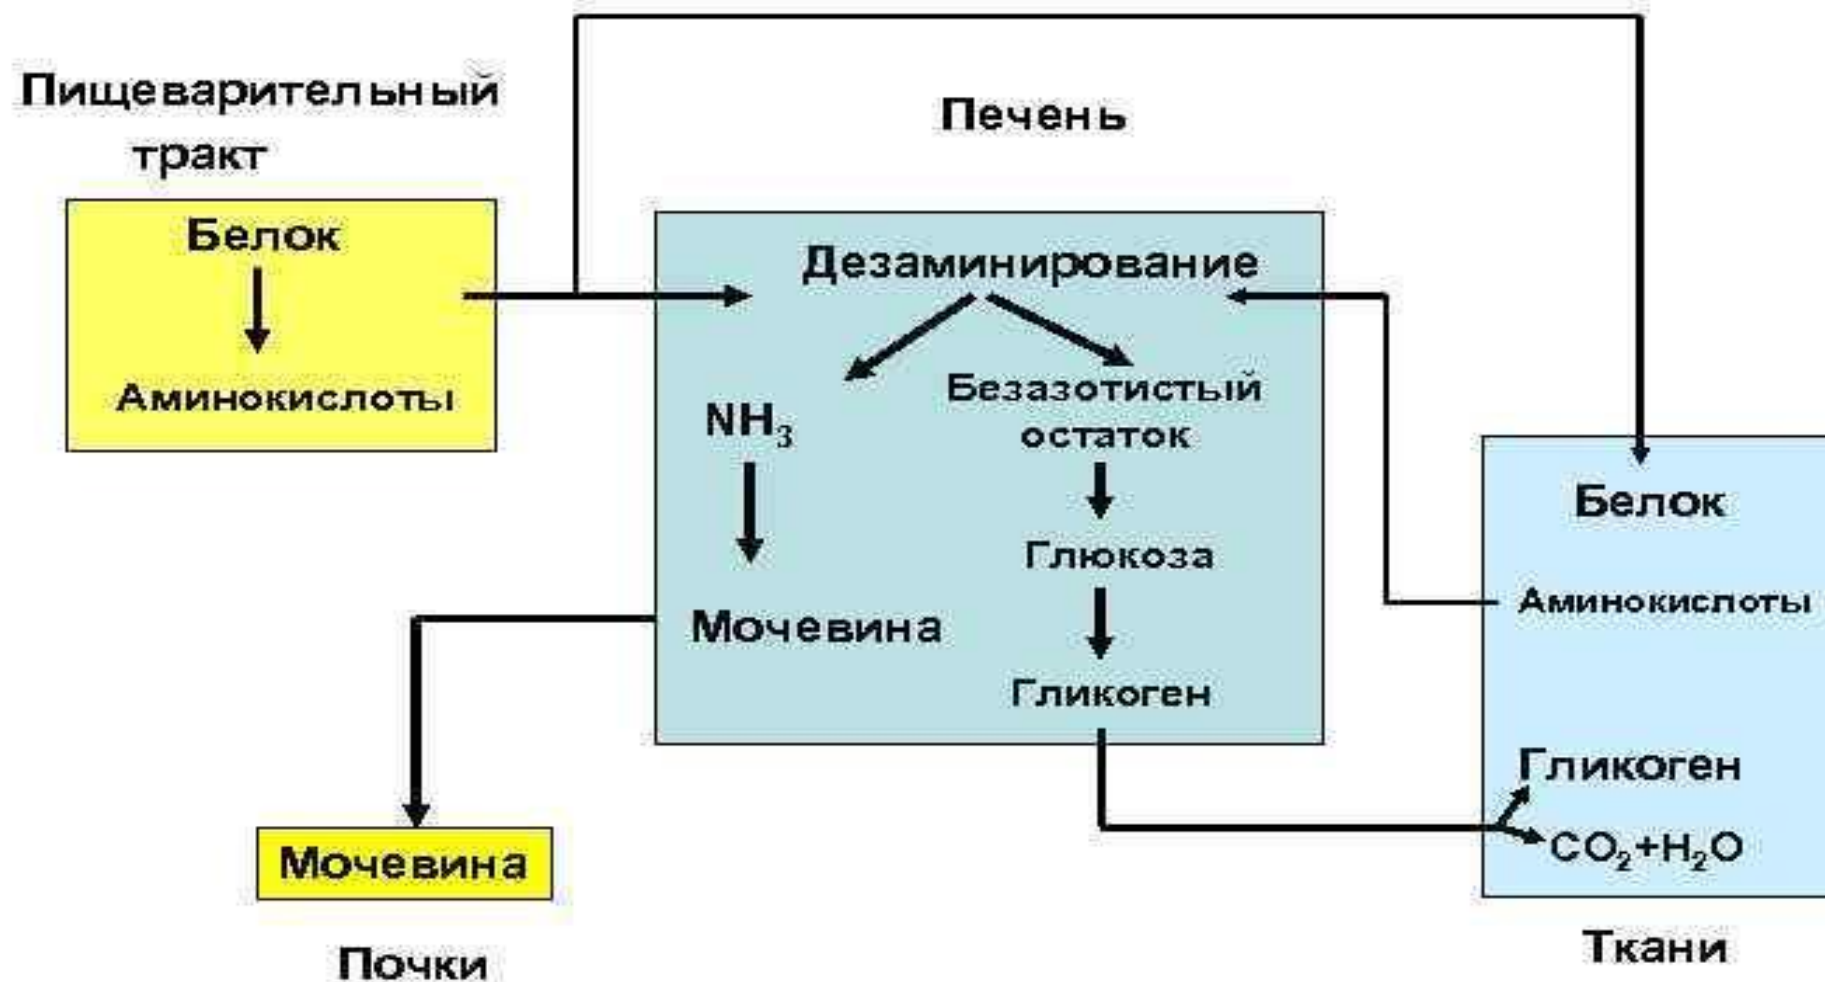 Пищеварительный
тракт
Печень
Белок
Аминокислоты
Дезаминирование
NH₃
Безазотистый
остаток
Глюкоза
Мочевина
Гликоген
Белок
Аминокислоты
Гликоген
CO₂+H₂O
Ткани
Мочевина
Почки